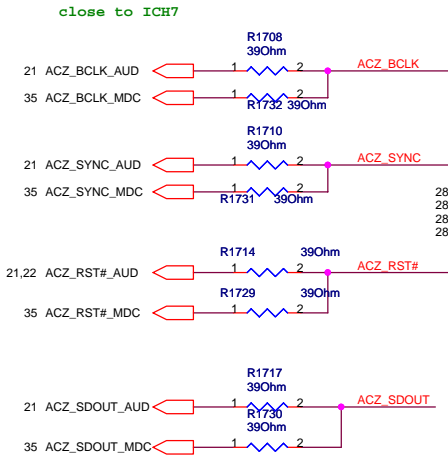 close to ICH7
R1708
39Ohm
21 ACZ_BCLK_AUD 1 2 ACZ_BCLK
35 ACZ_BCLK_MDC 1 2
R1732 39Ohm
R1710
39Ohm
21 ACZ_SYNC_AUD 1 2 ACZ_SYNC
35 ACZ_SYNC_MDC 1 2
R1731 39Ohm
28
28
28
28
R1714 39Ohm
21,22 ACZ_RST#_AUD 1 2 ACZ_RST#
R1729 39Ohm
35 ACZ_RST#_MDC 1 2
R1717
39Ohm
21 ACZ_SDOUT_AUD 1 2 ACZ_SDOUT
R1730
39Ohm
35 ACZ_SDOUT_MDC 1 2